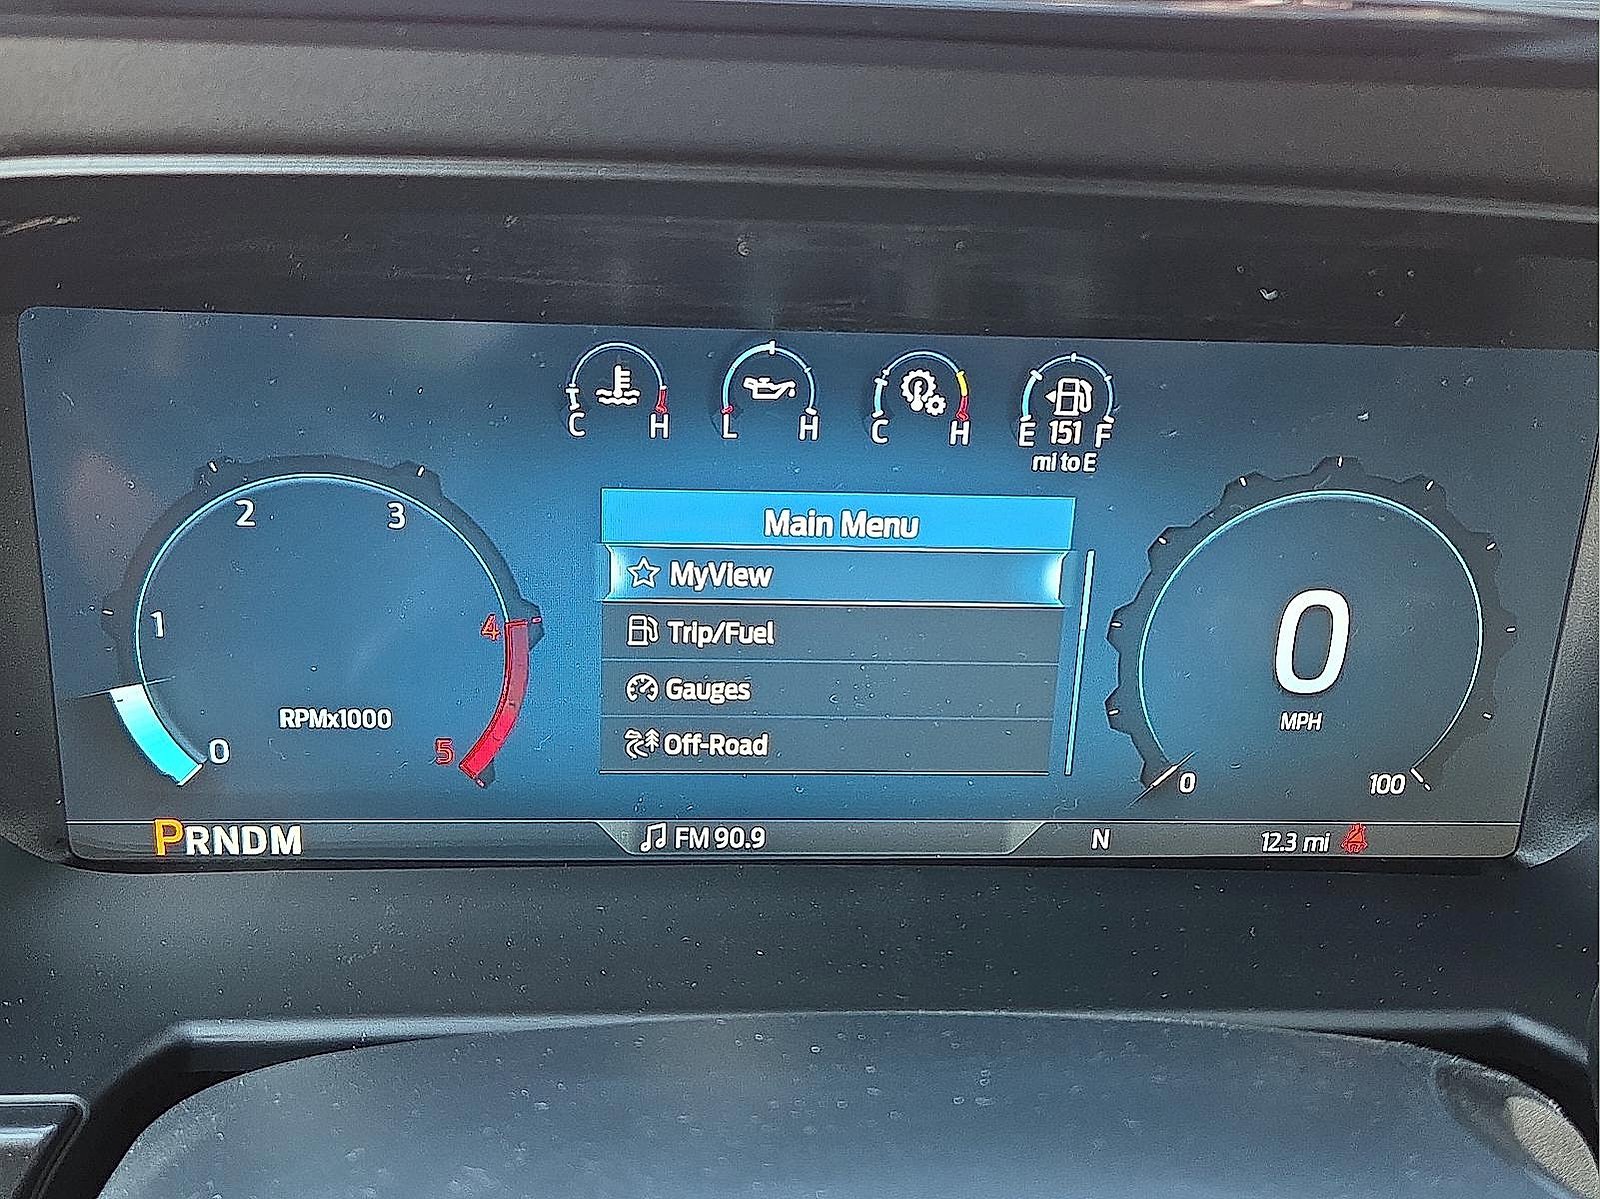 C H
L H
C H
E 151 F
mi to E
Main Menu
MyView
Trip/Fuel
Gauges
Off-Road
0
1
2
3
4
5
RPMx1000
0
MPH
0
100
PRNDM
FM 90.9
N
12.3 mi